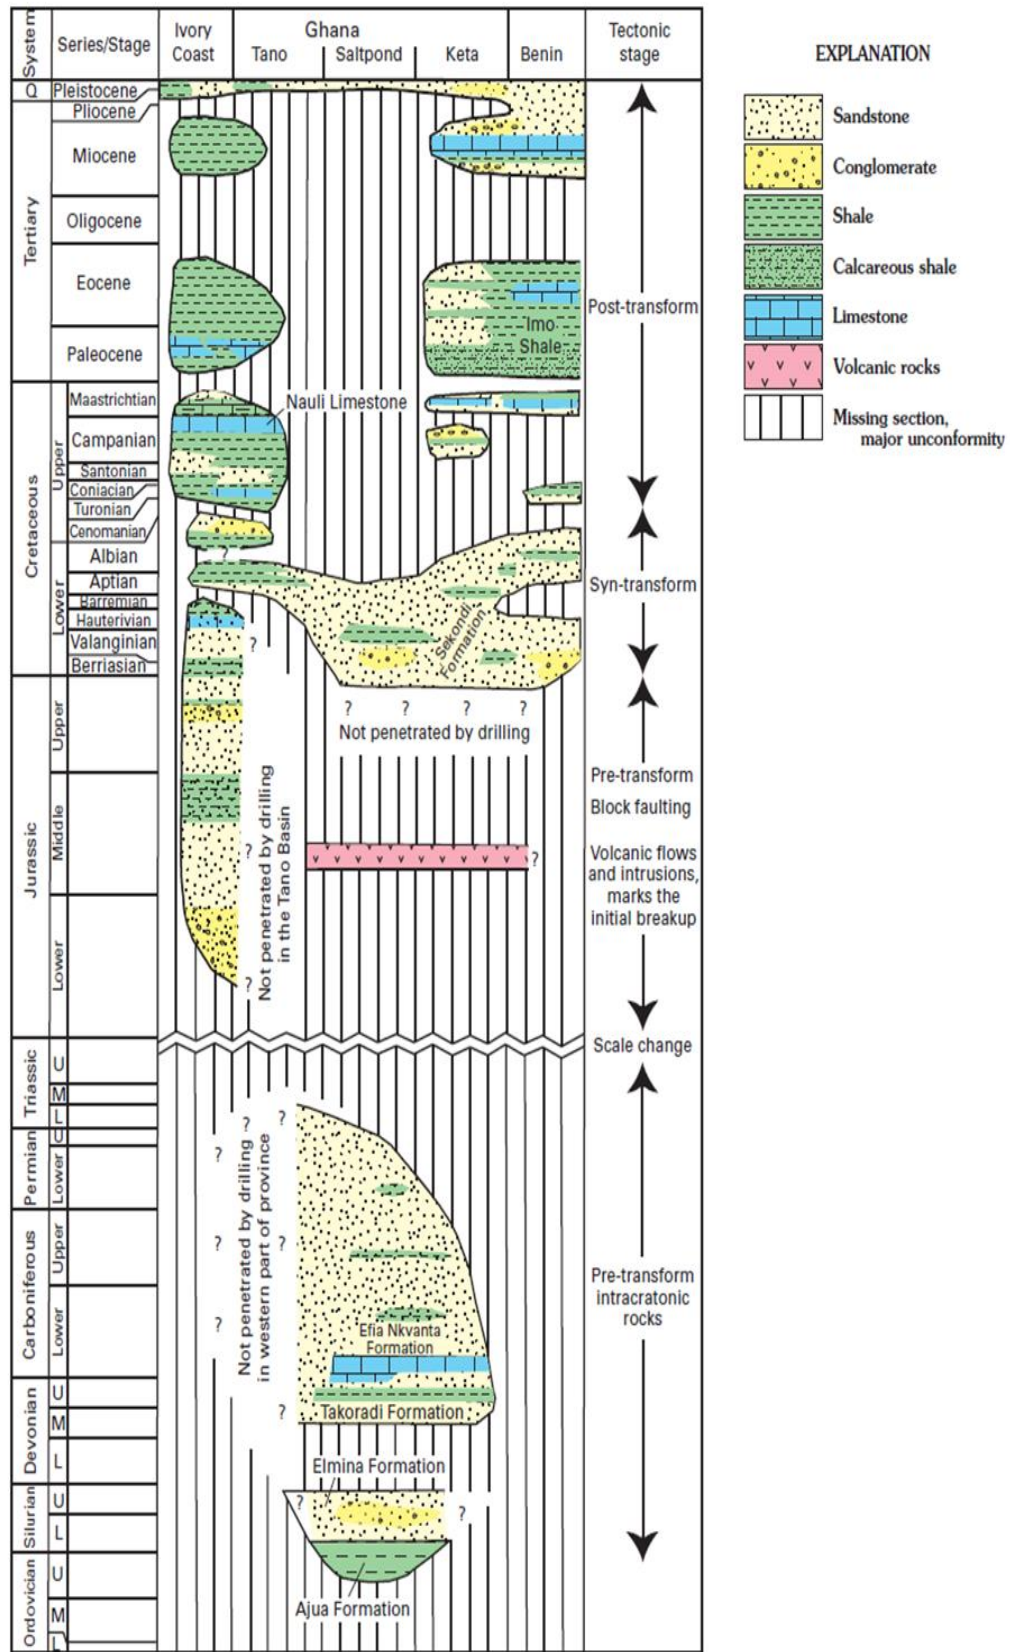 System
Series/Stage
Ivory
Coast
Ghana
Tano
Saltpond
Keta
Benin
Tectonic
stage
EXPLANATION
Sandstone
Conglomerate
Shale
Calcareous shale
Limestone
Volcanic rocks
Missing section,
major unconformity
Q
Pleistocene
Pliocene
Tertiary
Miocene
Oligocene
Eocene
Paleocene
Imo
Shale
Post-transform
Cretaceous
Upper
Maastrichtian
Campanian
Santonian
Coniacian
Turonian
Cenomanian
Nauli Limestone
?
Lower
Albian
Aptian
Barremian
Hauterivian
Valanginian
Berriasian
?
Sekondi
Formation
Syn-transform
Jurassic
Upper
Middle
Lower
? ? ? ?
Not penetrated by drilling
Not penetrated by drilling
in the Tano Basin
?
?
?
Pre-transform
Block faulting
Volcanic flows
and intrusions,
marks the
initial breakup
Scale change
Triassic
U
M
L
Permian
U
Lower
Carboniferous
Upper
Lower
Devonian
U
M
L
Silurian
U
L
Ordovician
U
M
L
? ?
?
? ?
?
?
Not penetrated by drilling
in western part of province
Efia Nkvanta
Formation
Takoradi Formation
Elmina Formation
?
?
Ajua Formation
Pre-transform
intracratonic
rocks